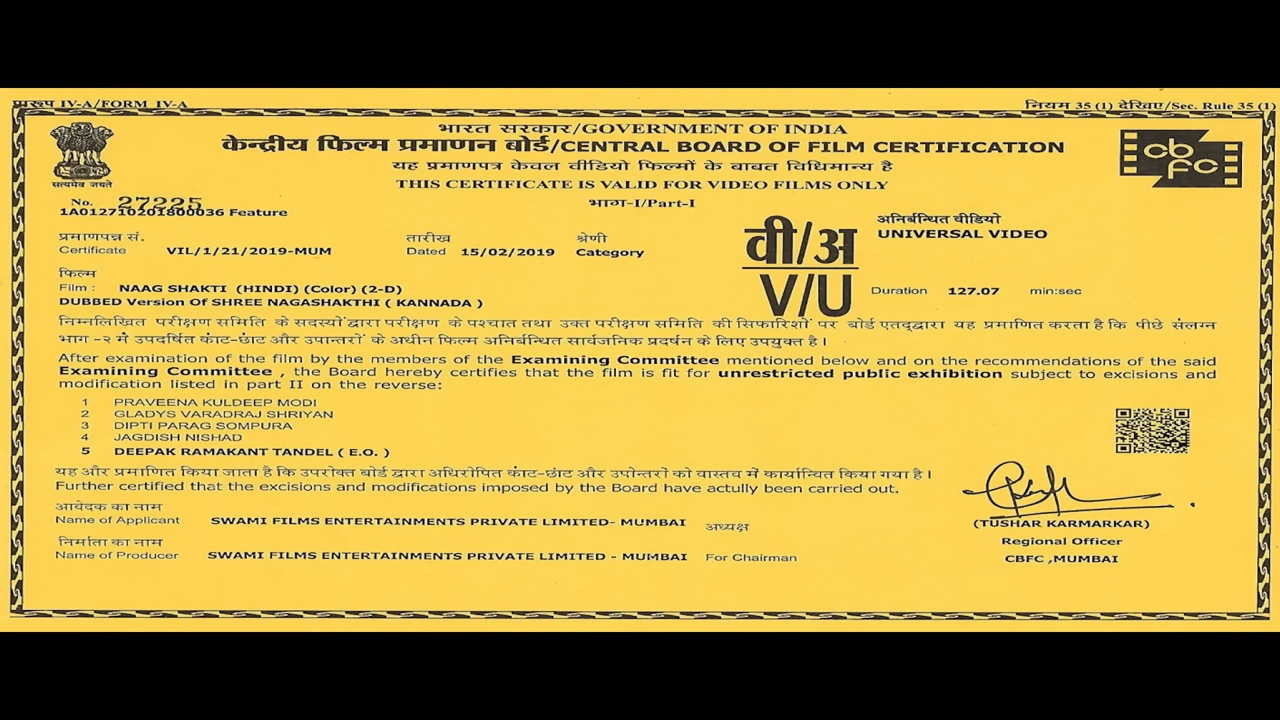 प्रारूप IV-A/FORM IV-A
नियम 35 (1) देखिए/Sec. Rule 35 (1)
भारत सरकार/GOVERNMENT OF INDIA
केन्द्रीय फिल्म प्रमाणन बोर्ड/CENTRAL BOARD OF FILM CERTIFICATION
cbfc
यह प्रमाणपत्र केवल वीडियो फिल्मों के बाबत विधिमान्य है
सत्यमेव जयते
THIS CERTIFICATE IS VALID FOR VIDEO FILMS ONLY
No. 27225
भाग-I/Part-I
1A012710201800036 Feature
अनिर्बन्धित वीडियो
UNIVERSAL VIDEO
प्रमाणपत्र सं. तारीख श्रेणी वी/अ
Certificate VIL/1/21/2019-MUM Dated 15/02/2019 Category
फिल्म
V/U
Film : NAAG SHAKTI (HINDI) (Color) (2-D) Duration 127.07 min:sec
DUBBED Version Of SHREE NAGASHAKTHI ( KANNADA )
निम्नलिखित परीक्षण समिति के सदस्यों द्वारा परीक्षण के पश्चात तथा उक्त परीक्षण समिति की सिफारिशों पर बोर्ड एतद्द्वारा यह प्रमाणित करता है कि पीछे संलग्न
भाग -२ में उपदर्षित कांट-छांट और उपान्तरों के अधीन फिल्म अनिर्बन्धित सार्वजनिक प्रदर्षन के लिए उपयुक्त है।
After examination of the film by the members of the Examining Committee mentioned below and on the recommendations of the said
Examining Committee , the Board hereby certifies that the film is fit for unrestricted public exhibition subject to excisions and
modification listed in part II on the reverse:
1 PRAVEENA KULDEEP MODI
2 GLADYS VARADRAJ SHRIYAN
3 DIPTI PARAG SOMPURA
4 JAGDISH NISHAD
5 DEEPAK RAMAKANT TANDEL ( E.O. )
यह और प्रमाणित किया जाता है कि उपरोक्त बोर्ड द्वारा अधिरोपित कांट-छांट और उपोन्तरों को वास्तव में कार्यान्वित किया गया है।
Further certified that the excisions and modifications imposed by the Board have actully been carried out.
आवेदक का नाम
Name of Applicant SWAMI FILMS ENTERTAINMENTS PRIVATE LIMITED- MUMBAI अध्यक्ष
(TUSHAR KARMARKAR)
निर्माता का नाम
Regional Officer
Name of Producer SWAMI FILMS ENTERTAINMENTS PRIVATE LIMITED - MUMBAI For Chairman
CBFC ,MUMBAI